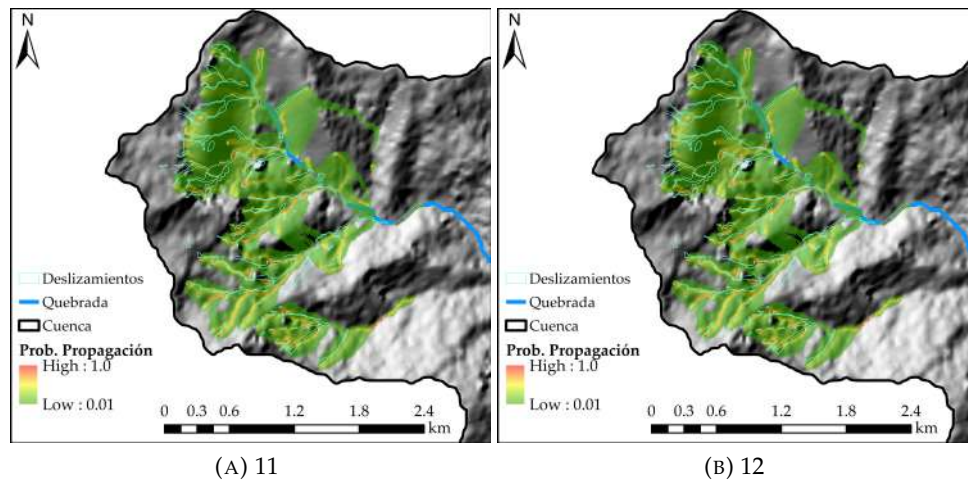 N
Deslizamientos
Quebrada
Cuenca
Prob. Propagación
High : 1.0
Low : 0.01
0 0.3 0.6 1.2 1.8 2.4
km
(A) 11
N
Deslizamientos
Quebrada
Cuenca
Prob. Propagación
High : 1.0
Low : 0.01
0 0.3 0.6 1.2 1.8 2.4
km
(B) 12